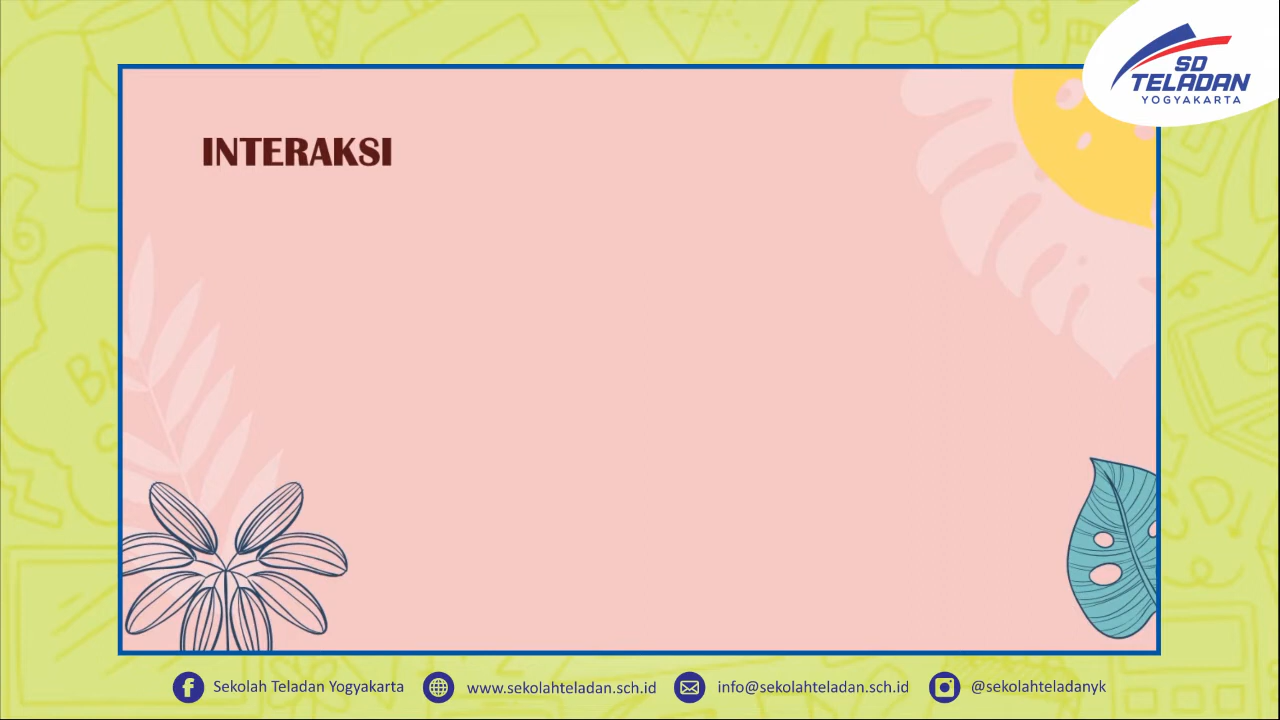 SD
TELADAN
YOGYAKARTA
INTERAKSI
Sekolah Teladan Yogyakarta
www.sekolahteladan.sch.id
info@sekolahteladan.sch.id
@sekolahteladanyk